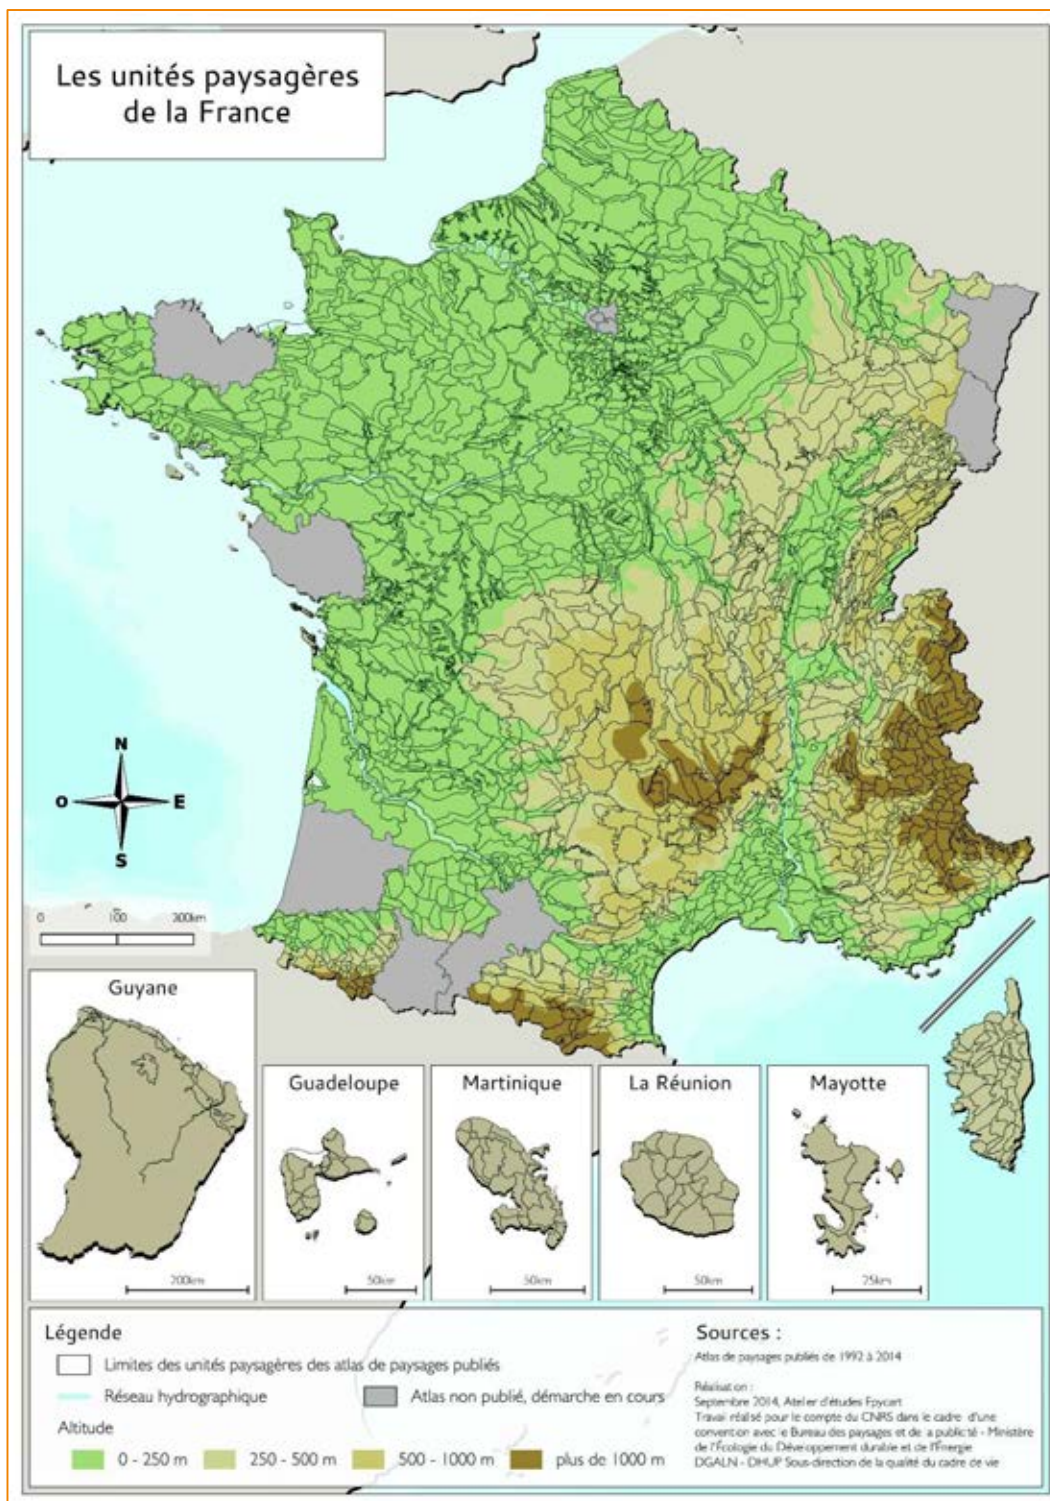 Les unités paysagères
de la France
N
O E
S
0 100 300km
Guyane
200km
Guadeloupe
50km
Martinique
50km
La Réunion
50km
Mayotte
25km
Légende
Limites des unités paysagères des atlas de paysages publiés
Réseau hydrographique
Atlas non publié, démarche en cours
Altitude
0 - 250 m
250 - 500 m
500 - 1000 m
plus de 1000 m
Sources :
Atlas de paysages publiés de 1992 à 2014
Réalisation :
Septembre 2014, Atelier d'études Epycart
Travail réalisé pour le compte du CNRS dans le cadre d'une
convention avec le Bureau des paysages et de la publicité - Ministère
de l'Écologie du Développement durable et de l'Énergie
DGALN - DHUP Sous-direction de la qualité du cadre de vie